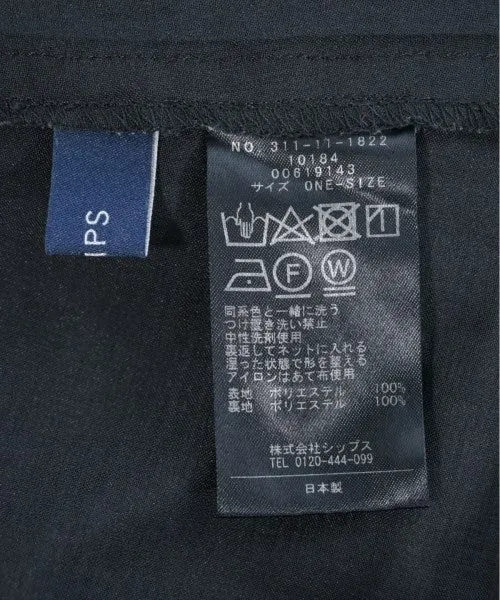 NO, 311-11-1822
10184
00619143
サイズ ONE-SIZE
F W
同系色と一緒に洗う
つけ置き洗い禁止
中性洗剤使用
裏返してネットに入れる
湿った状態で形を整える
アイロンはあて布使用
表地 ポリエステル 100%
裏地 ポリエステル 100%
株式会社シップス
TEL 0120-444-099
日本製
IPS